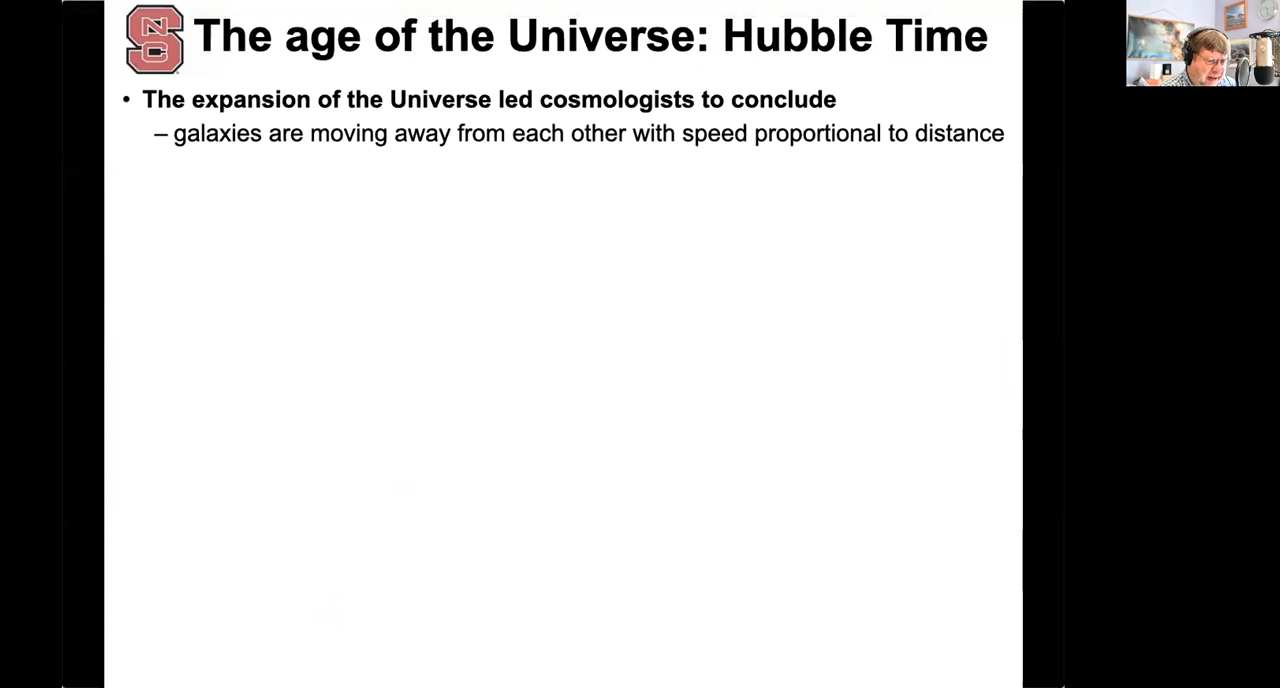 NC S
The age of the Universe: Hubble Time
• The expansion of the Universe led cosmologists to conclude
– galaxies are moving away from each other with speed proportional to distance